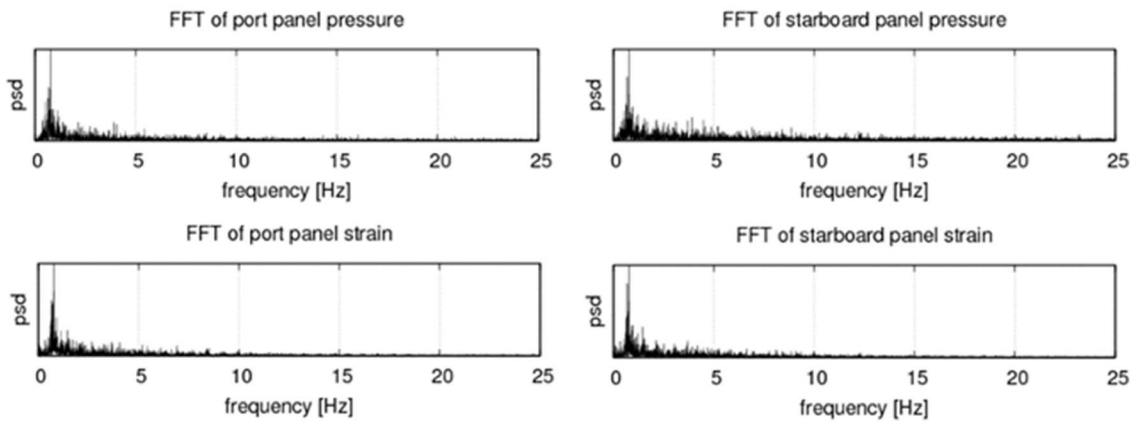 FFT of port panel pressure
psd
0 5 10 15 20 25
frequency [Hz]
FFT of starboard panel pressure
psd
0 5 10 15 20 25
frequency [Hz]
FFT of port panel strain
psd
0 5 10 15 20 25
frequency [Hz]
FFT of starboard panel strain
psd
0 5 10 15 20 25
frequency [Hz]